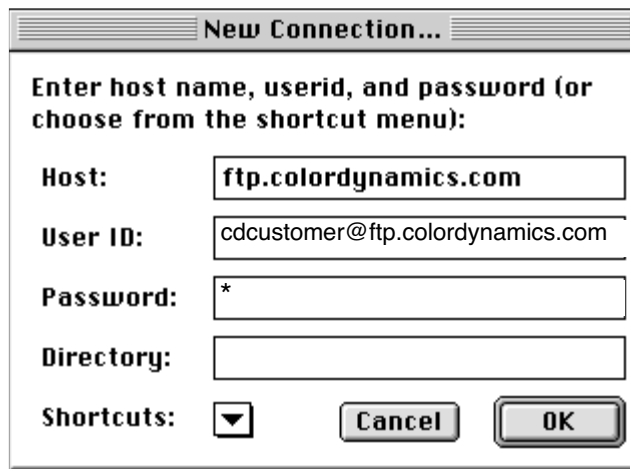 New Connection...
Enter host name, userid, and password (or
choose from the shortcut menu):
Host: ftp.colordynamics.com
User ID: cdcustomer@ftp.colordynamics.com
Password: *
Directory:
Shortcuts: Cancel OK